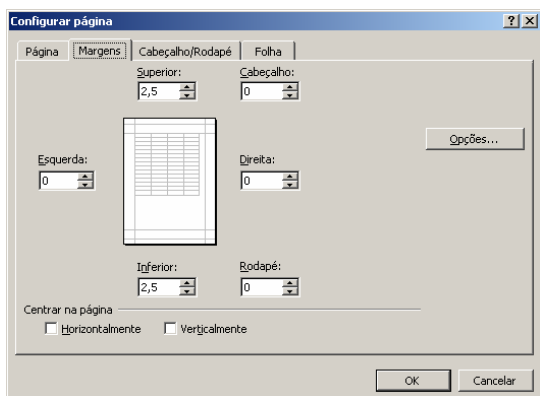 Configurar página
Página Margens Cabeçalho/Rodapé Folha
Superior: Cabeçalho:
2,5 0
Opções...
Esquerda: Direita:
0 0
Inferior: Rodapé:
2,5 0
Centrar na página
Horizontalmente Verticalmente
OK Cancelar